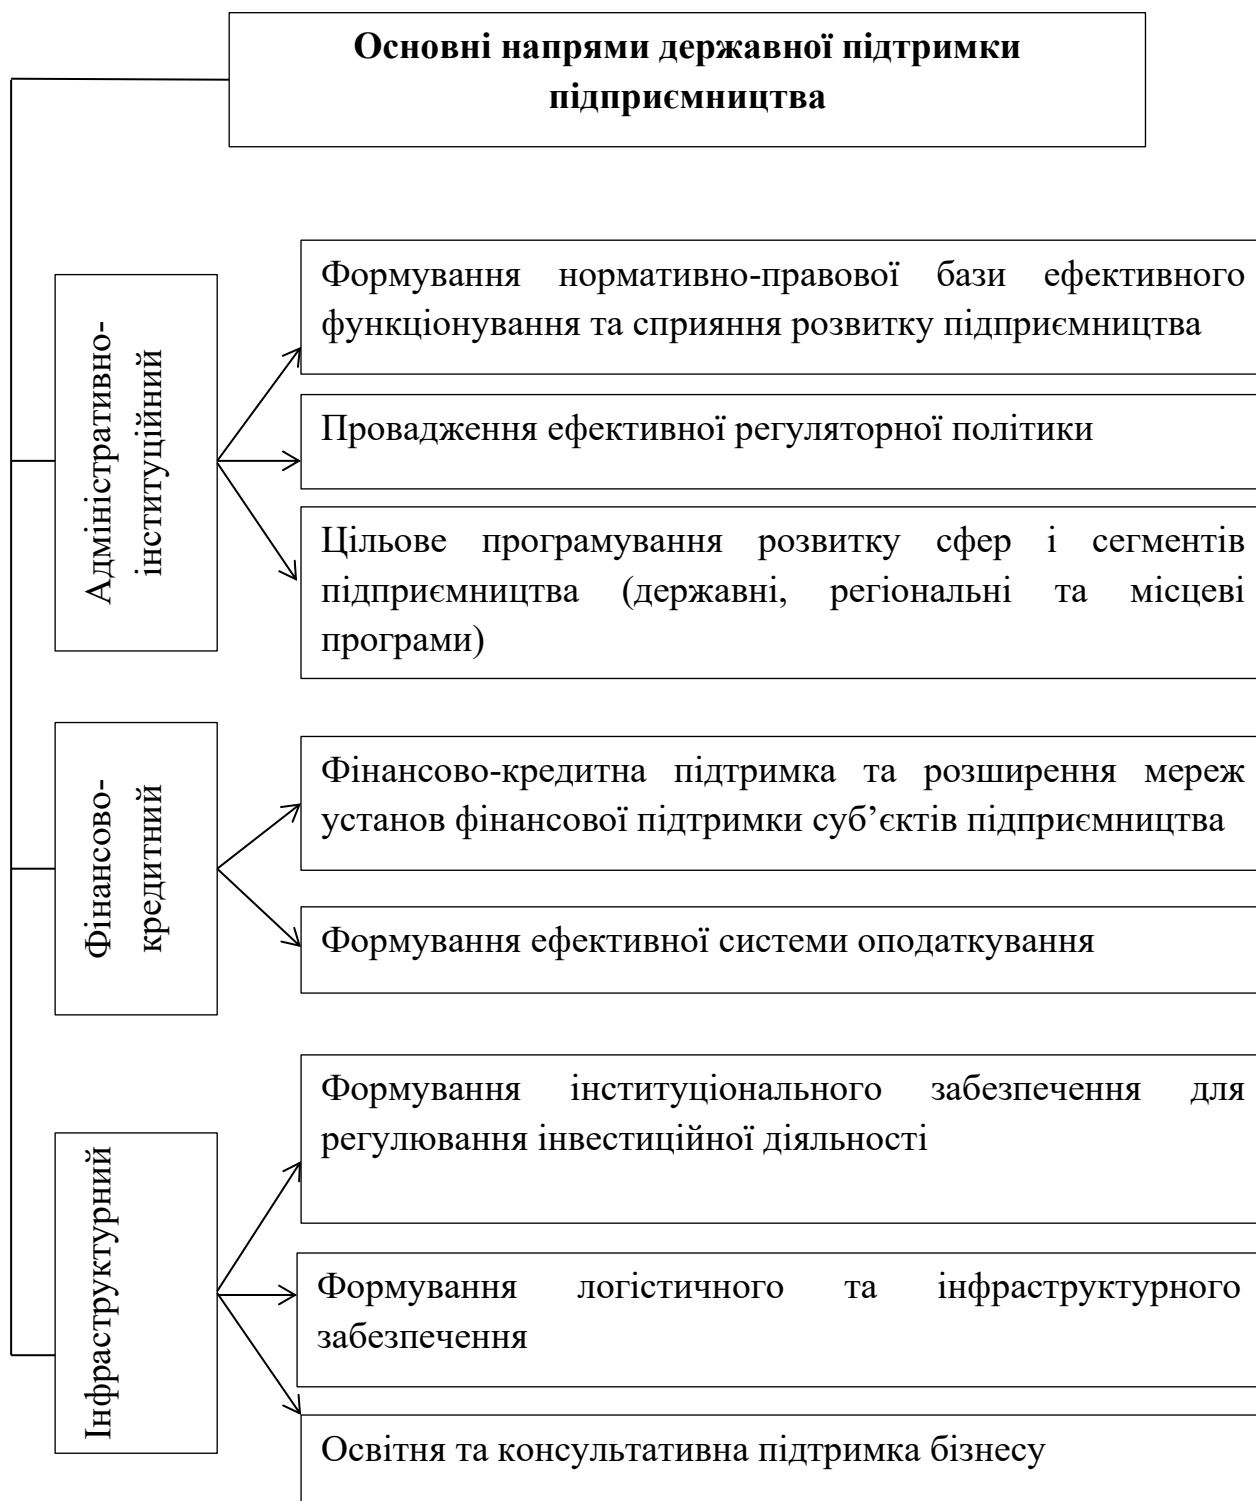 Основні напрями державної підтримки
підприємництва
Адміністративно-
інституційний
Формування нормативно-правової бази ефективного
функціонування та сприяння розвитку підприємництва
Провадження ефективної регуляторної політики
Цільове програмування розвитку сфер і сегментів
підприємництва (державні, регіональні та місцеві
програми)
Фінансово-
кредитний
Фінансово-кредитна підтримка та розширення мереж
установ фінансової підтримки суб’єктів підприємництва
Формування ефективної системи оподаткування
Інфраструктурний
Формування інституціонального забезпечення для
регулювання інвестиційної діяльності
Формування логістичного та інфраструктурного
забезпечення
Освітня та консультативна підтримка бізнесу